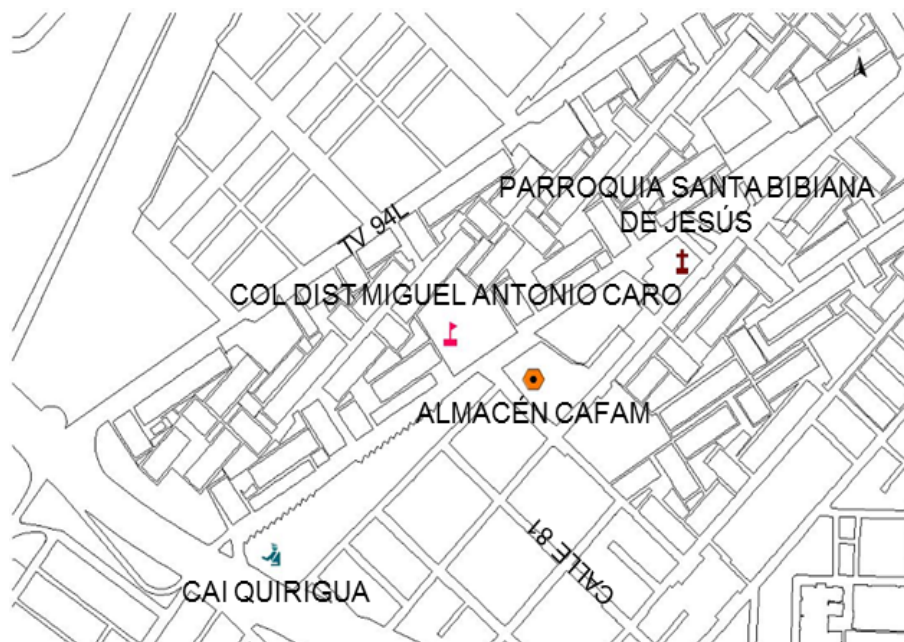 PARROQUIA SANTA BIBIANA
DE JESÚS
TV 94L
COL DIST MIGUEL ANTONIO CARO
ALMACÉN CAFAM
CALLE 81
CAI QUIRIGUA